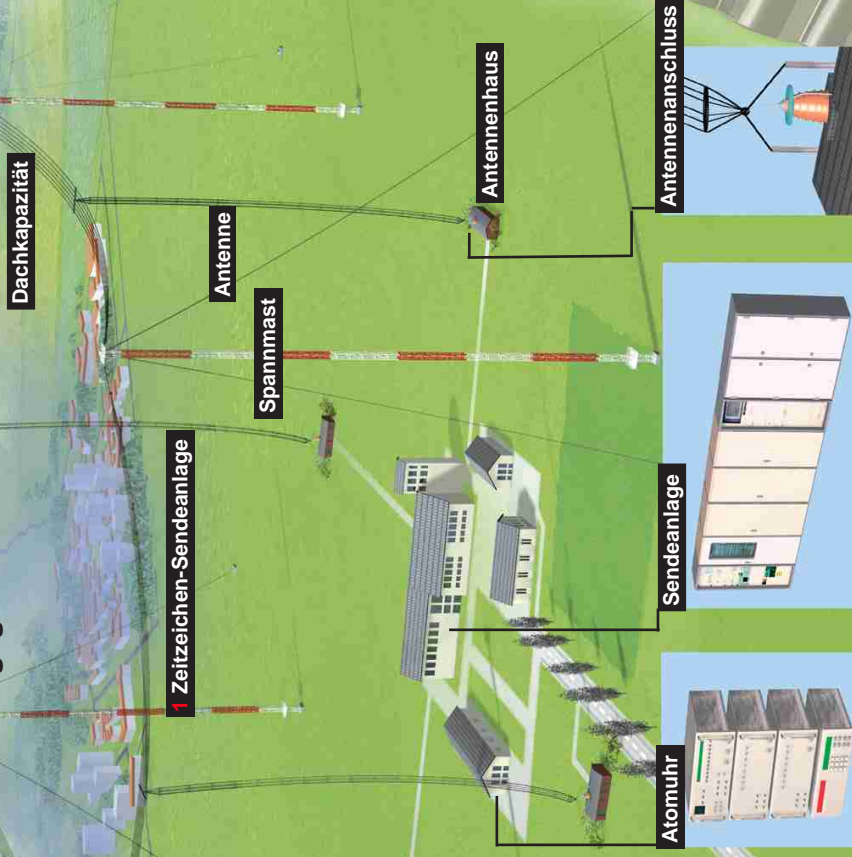 Dachkapazität
1 Zeitzeichen-Sendeanlage
Antenne
Spannmast
Antennenhaus
Atomuhr
Sendeanlage
Antennenanschluss